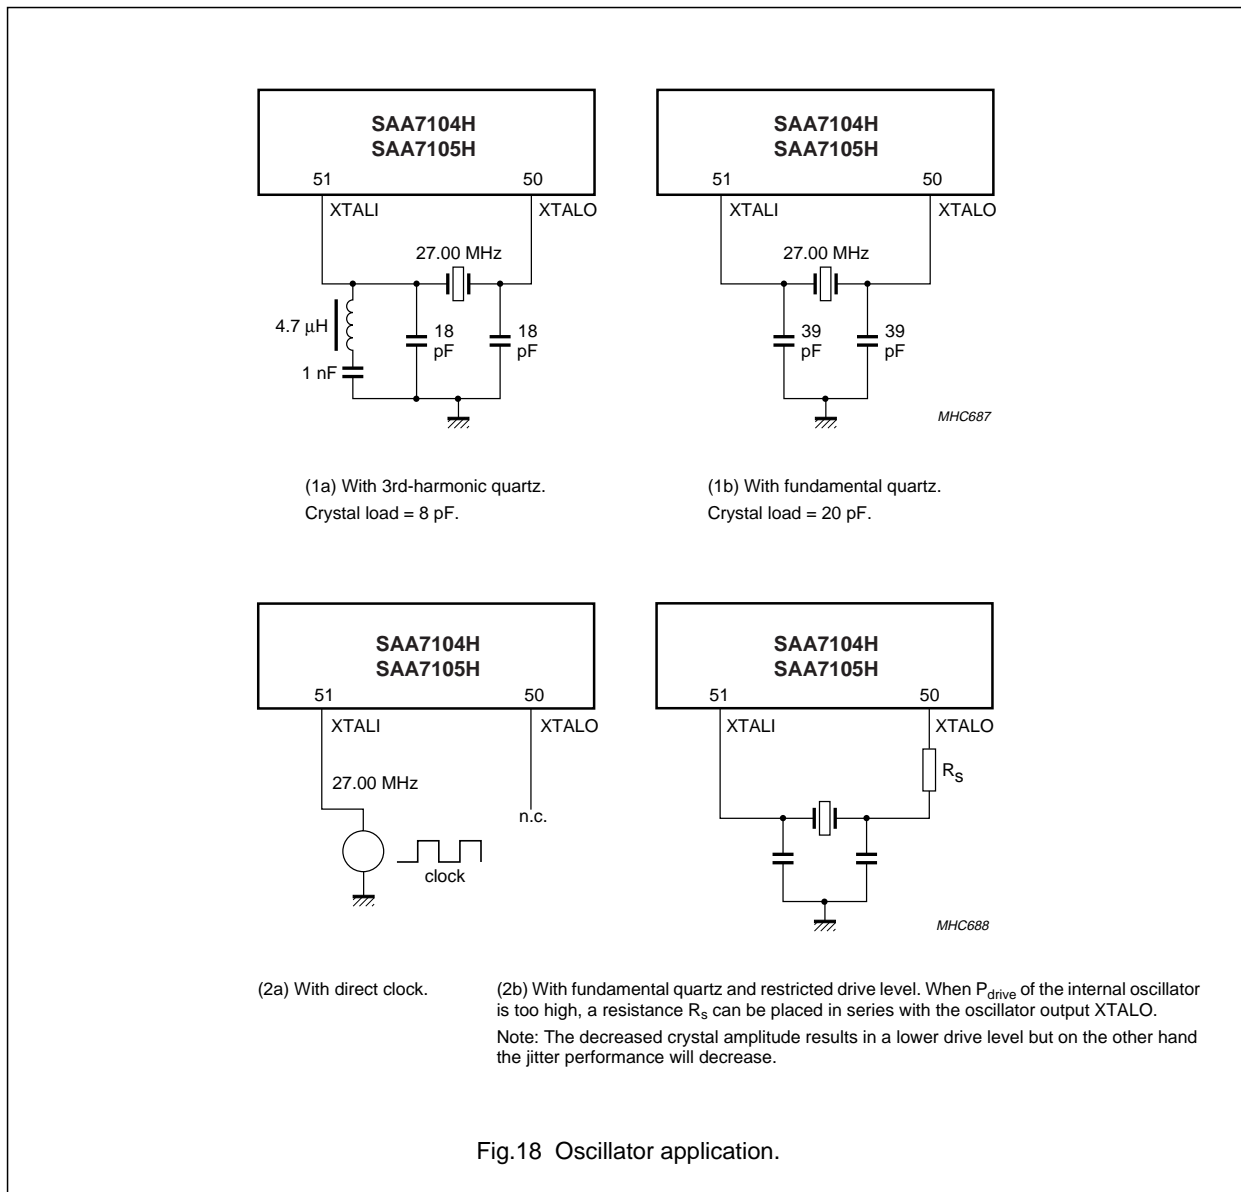 SAA7104H
SAA7105H
51
50
XTALI
XTALO
27.00 MHz
4.7 μH
18
pF
18
pF
1 nF
SAA7104H
SAA7105H
51
50
XTALI
XTALO
27.00 MHz
39
pF
39
pF
MHC687
(1a) With 3rd-harmonic quartz.
Crystal load = 8 pF.
(1b) With fundamental quartz.
Crystal load = 20 pF.
SAA7104H
SAA7105H
51
50
XTALI
XTALO
27.00 MHz
n.c.
clock
SAA7104H
SAA7105H
51
50
XTALI
XTALO
Rs
MHC688
(2a) With direct clock.
(2b) With fundamental quartz and restricted drive level. When Pdrive of the internal oscillator
is too high, a resistance Rs can be placed in series with the oscillator output XTALO.
Note: The decreased crystal amplitude results in a lower drive level but on the other hand
the jitter performance will decrease.
Fig.18 Oscillator application.